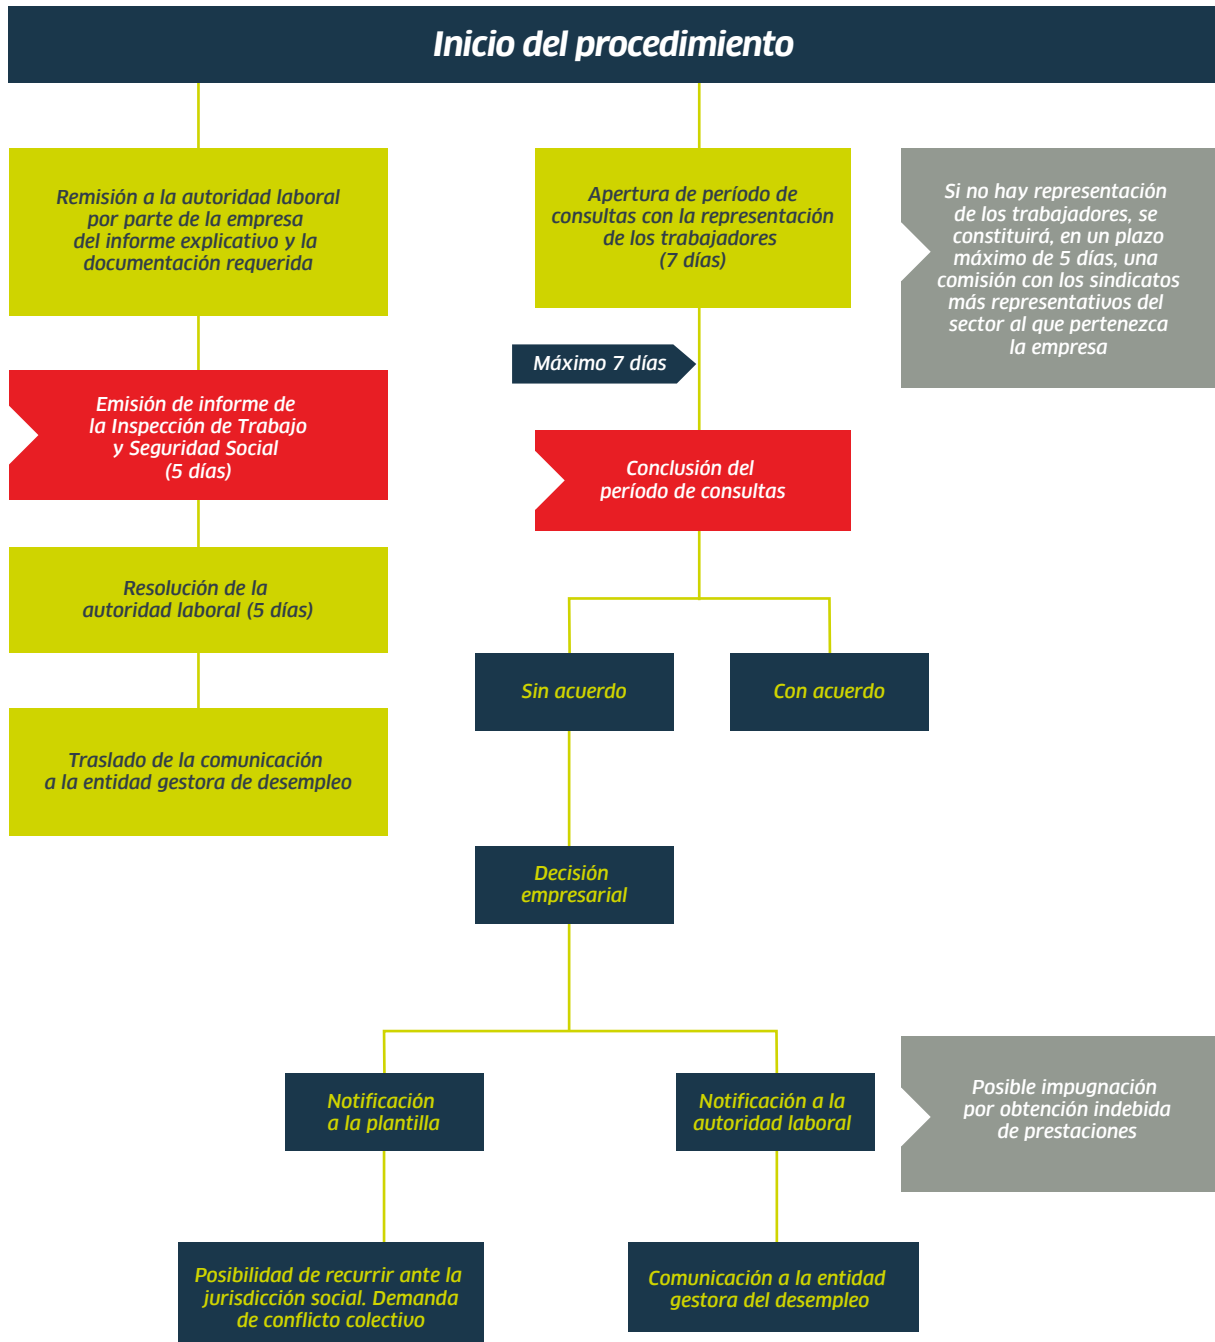 Inicio del procedimiento
Remisión a la autoridad laboral
por parte de la empresa
del informe explicativo y la
documentación requerida
Emisión de informe de
la Inspección de Trabajo
y Seguridad Social
(5 días)
Resolución de la
autoridad laboral (5 días)
Traslado de la comunicación
a la entidad gestora de desempleo
Apertura de período de
consultas con la representación
de los trabajadores
(7 días)
Si no hay representación
de los trabajadores, se
constituirá, en un plazo
máximo de 5 días, una
comisión con los sindicatos
más representativos del
sector al que pertenezca
la empresa
Máximo 7 días
Conclusión del
período de consultas
Sin acuerdo
Con acuerdo
Decisión
empresarial
Notificación
a la plantilla
Notificación a la
autoridad laboral
Posible impugnación
por obtención indebida
de prestaciones
Posibilidad de recurrir ante la
jurisdicción social. Demanda
de conflicto colectivo
Comunicación a la entidad
gestora del desempleo